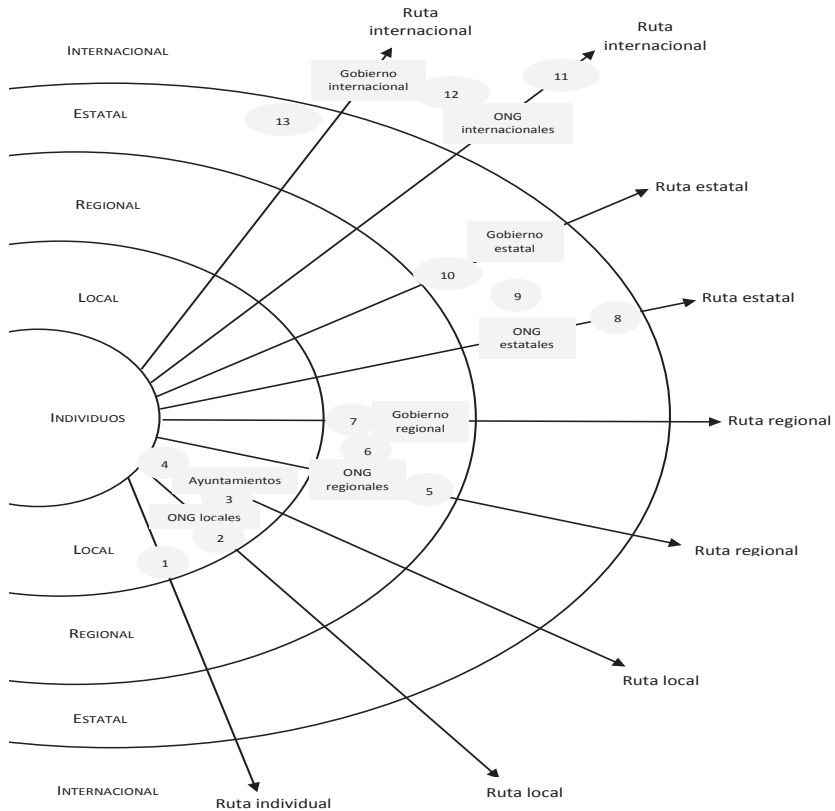 Ruta
internacional
Ruta
internacional
INTERNACIONAL
Gobierno
internacional
11
12
ESTATAL
13
ONG
internacionales
Ruta estatal
REGIONAL
Gobierno
estatal
10
9
LOCAL
Ruta estatal
8
ONG
estatales
INDIVIDUOS
7
Gobierno
regional
Ruta regional
6
4
Ayuntamientos
ONG
regionales
5
3
ONG locales
2
LOCAL
1
Ruta regional
REGIONAL
Ruta local
ESTATAL
INTERNACIONAL
Ruta individual
Ruta local